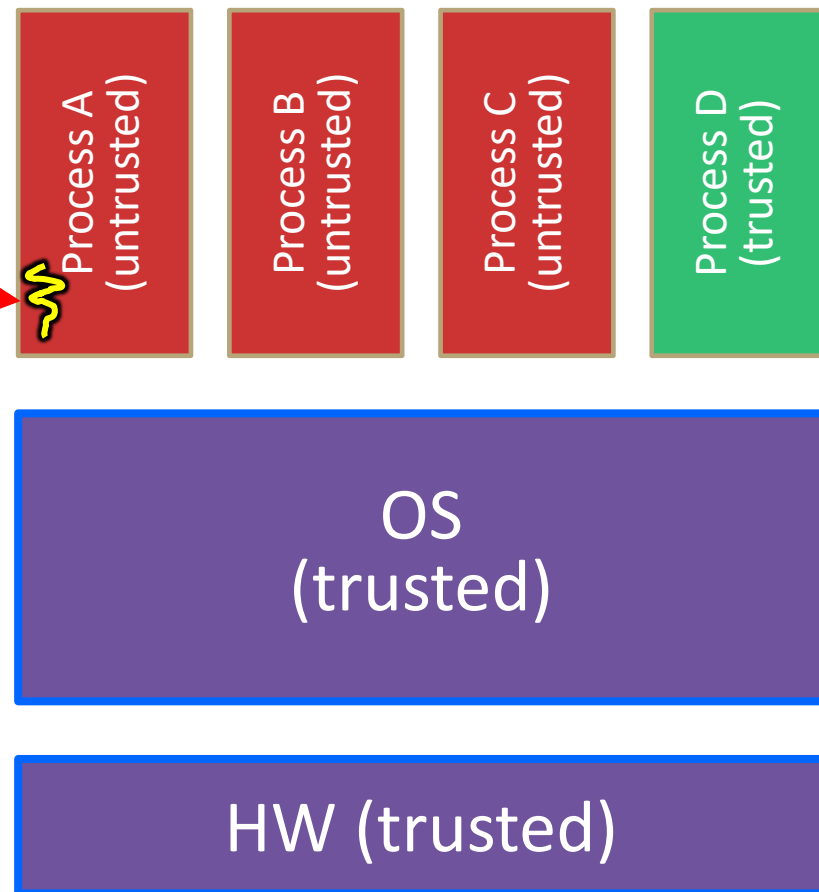 Process A
(untrusted)
Process B
(untrusted)
Process C
(untrusted)
Process D
(trusted)
OS
(trusted)
HW (trusted)